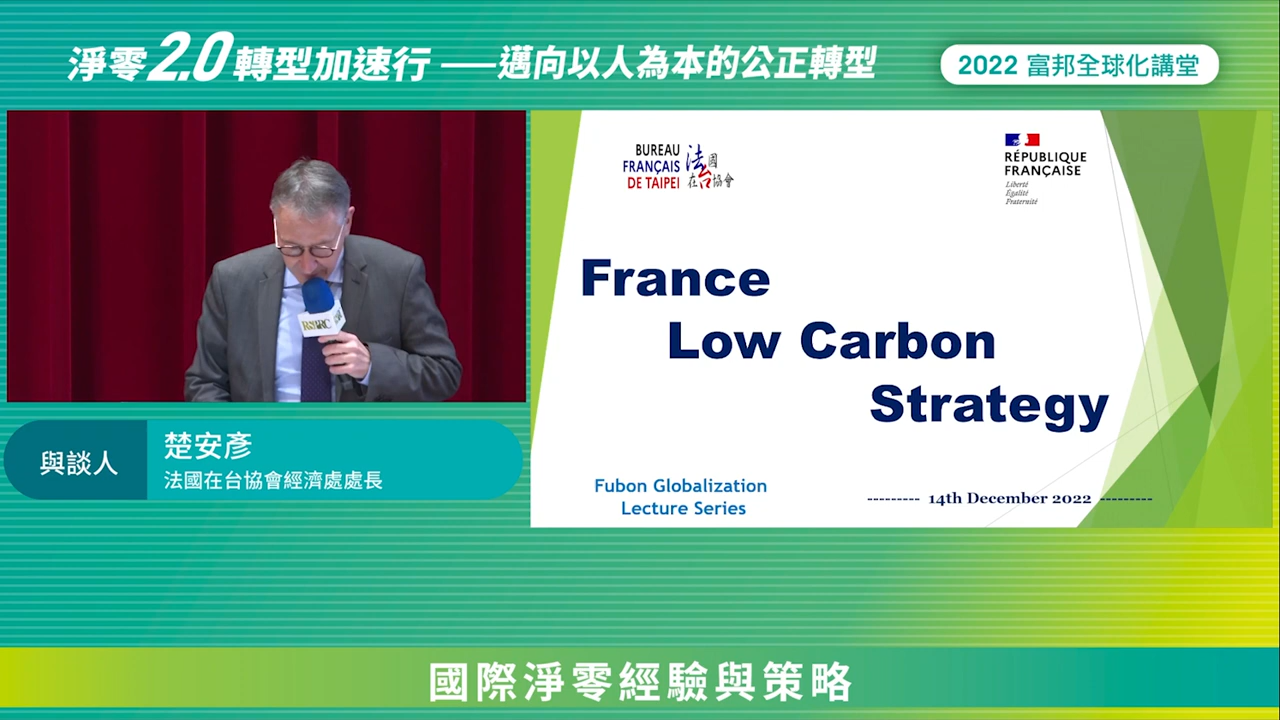 淨零2.0轉型加速行——邁向以人為本的公正轉型
2022 富邦全球化講堂
BUREAU
FRANÇAIS
DE TAIPEI
法國
在台協會
RÉPUBLIQUE
FRANÇAISE
Liberté
Égalité
Fraternité
France
Low Carbon
Strategy
Fubon Globalization
Lecture Series
--------- 14th December 2022 ---------
與談人
楚安彥
法國在台協會經濟處處長
國際淨零經驗與策略